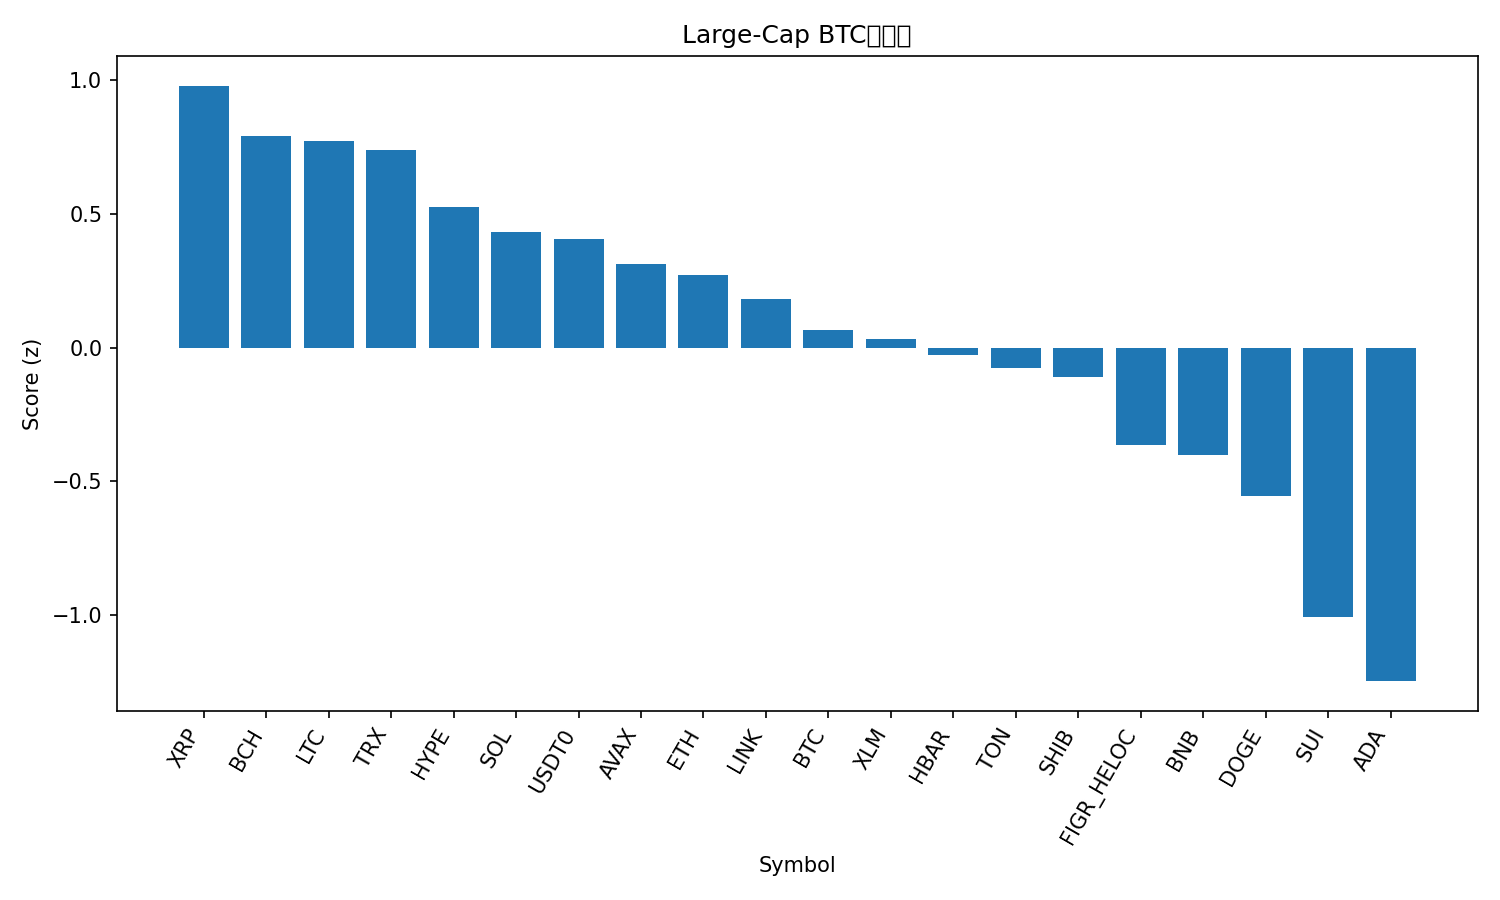 Large-Cap BTC
1.0
0.5
0.0
−0.5
−1.0
Score (z)
XRP
BCH
LTC
TRX
HYPE
SOL
USDT0
AVAX
ETH
LINK
BTC
XLM
HBAR
TON
SHIB
FIGR_HELOC
BNB
DOGE
SUI
ADA
Symbol